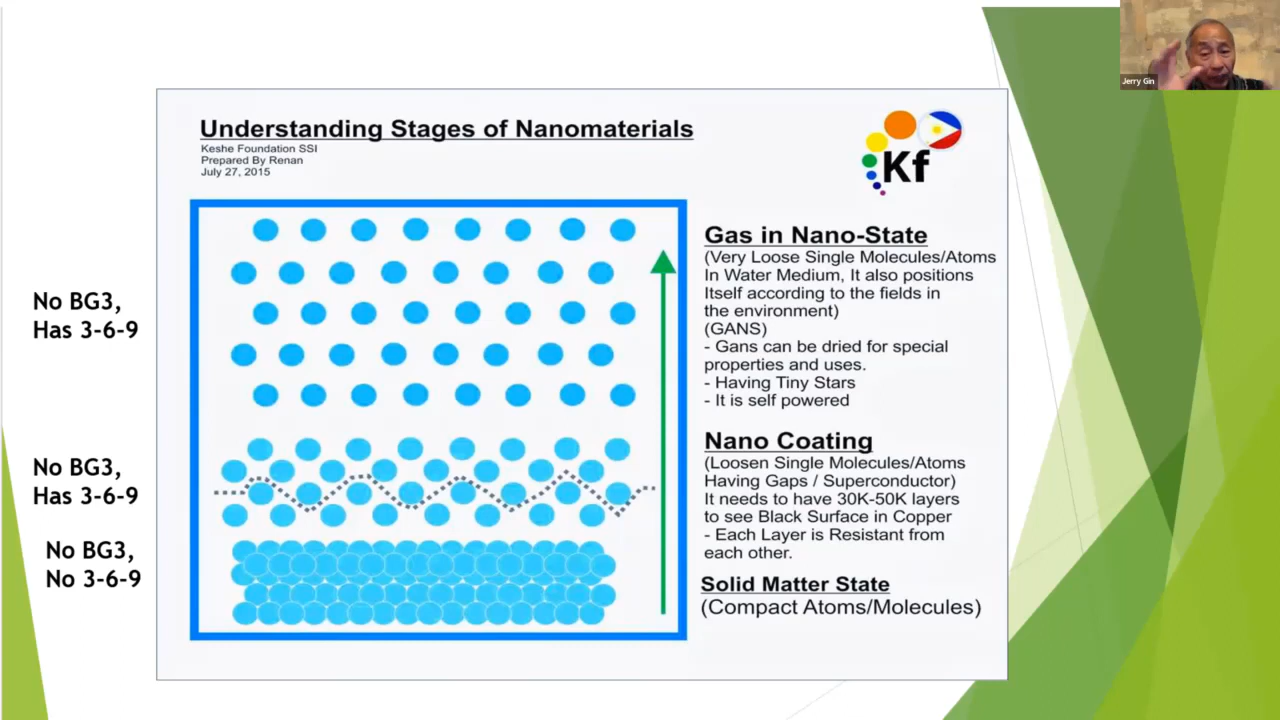 Jerry Gin
Understanding Stages of Nanomaterials
Keshe Foundation SSI
Prepared By Renan
July 27, 2015
Kf
No BG3,
Has 3-6-9
No BG3,
Has 3-6-9
No BG3,
No 3-6-9
Gas in Nano-State
(Very Loose Single Molecules/Atoms
In Water Medium, It also positions
Itself according to the fields in
the environment)
(GANS)
- Gans can be dried for special
properties and uses.
- Having Tiny Stars
- It is self powered
Nano Coating
(Loosen Single Molecules/Atoms
Having Gaps / Superconductor)
It needs to have 30K-50K layers
to see Black Surface in Copper
- Each Layer is Resistant from
each other.
Solid Matter State
(Compact Atoms/Molecules)